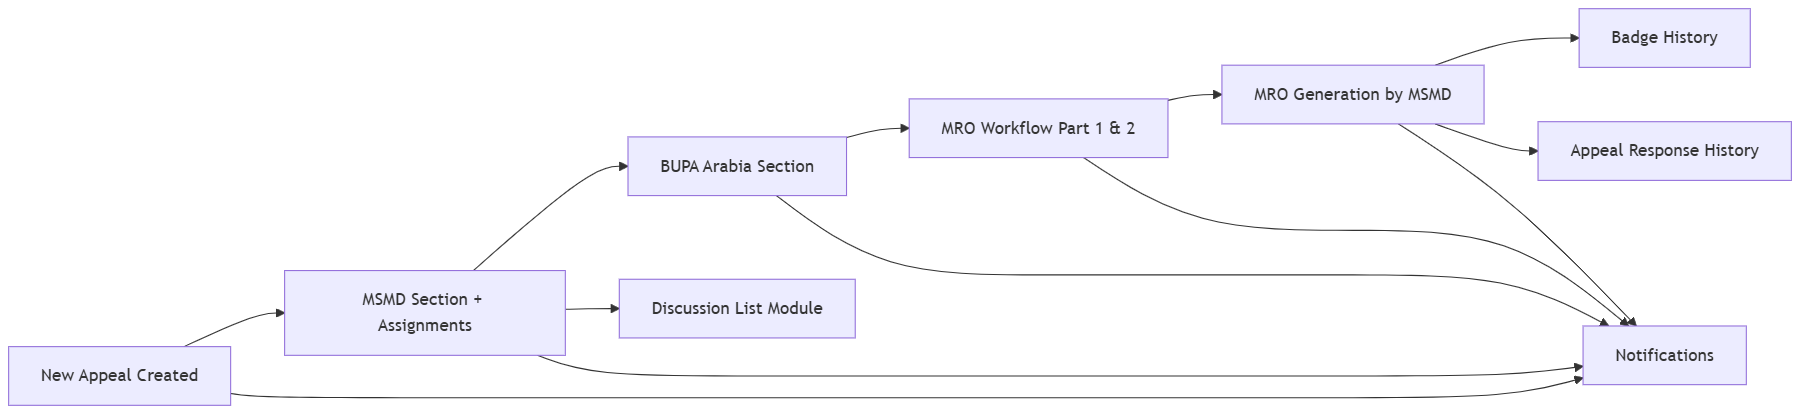 New Appeal Created
MSMD Section +
Assignments
BUPA Arabia Section
Discussion List Module
MRO Workflow Part 1 & 2
MRO Generation by MSMD
Badge History
Appeal Response History
Notifications